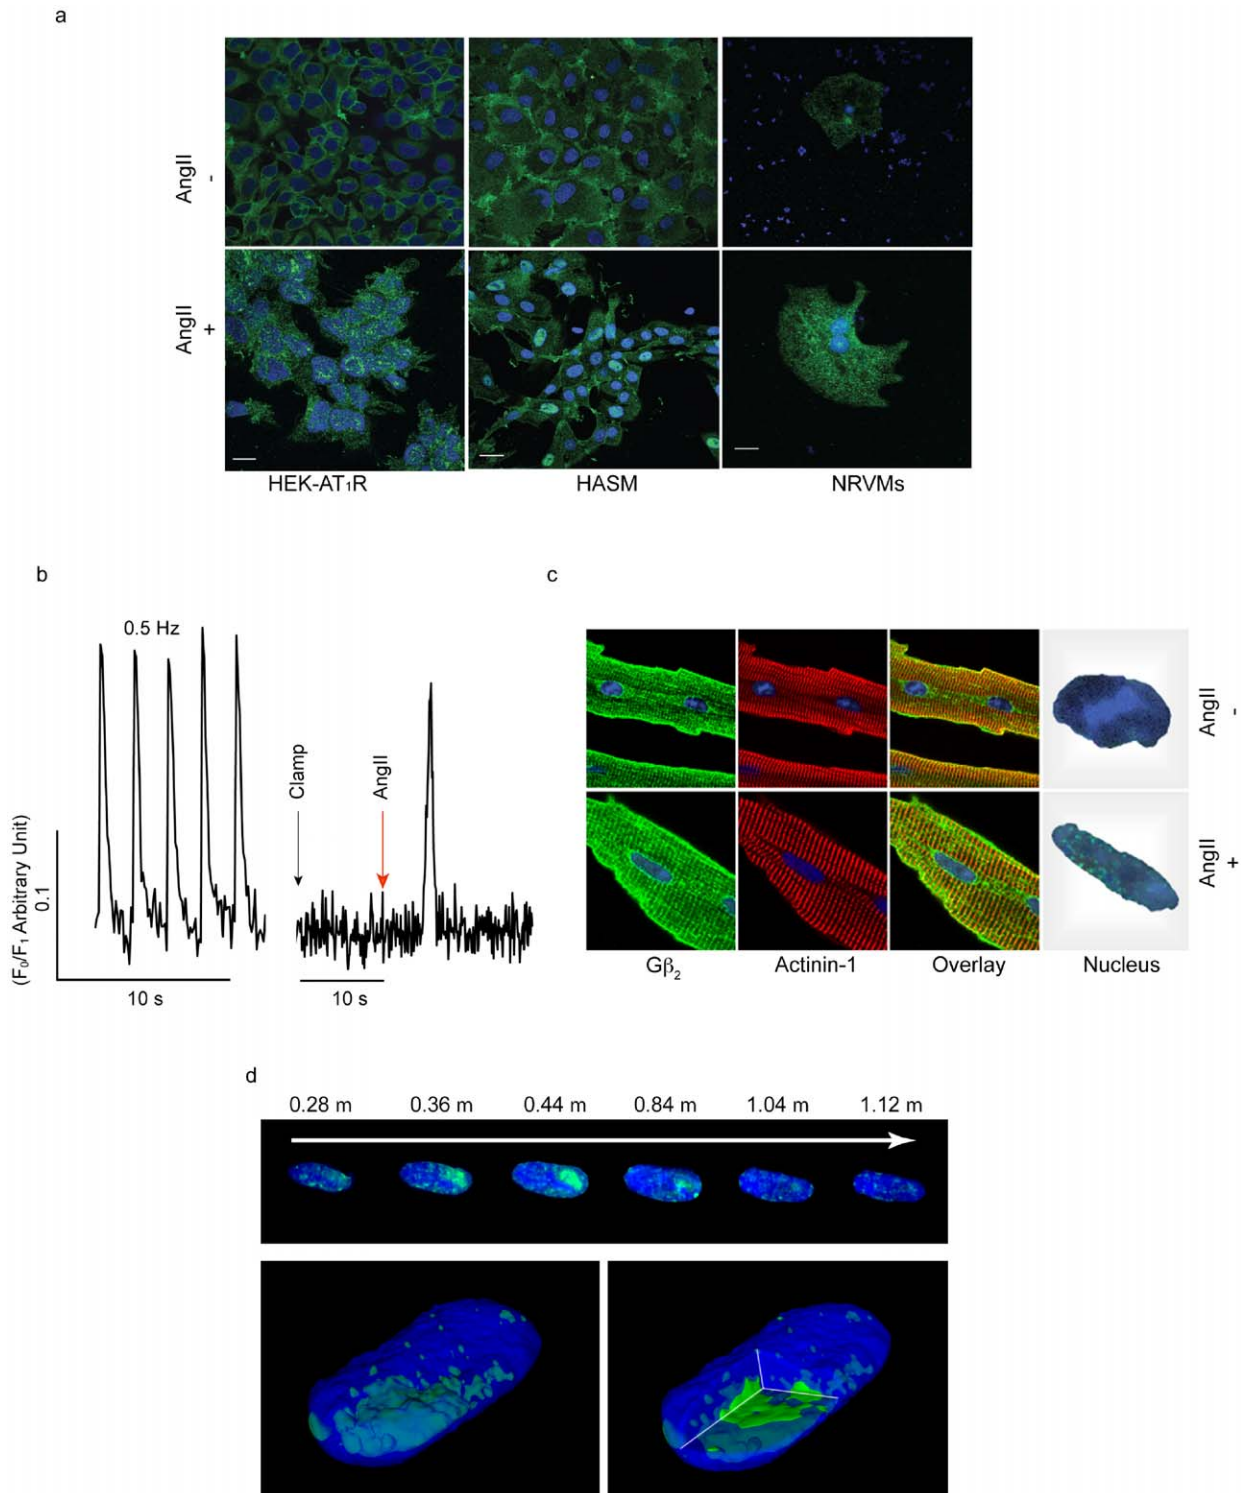 a
AngII -
AngII +
HEK-AT₁R HASM NRVMs
b
0.5 Hz
Clamp
AngII
(F₀/F₁ Arbitrary Unit)
0.1
10 s 10 s
c
AngII -
AngII +
Gβ₂ Actinin-1 Overlay Nucleus
d
0.28 m 0.36 m 0.44 m 0.84 m 1.04 m 1.12 m